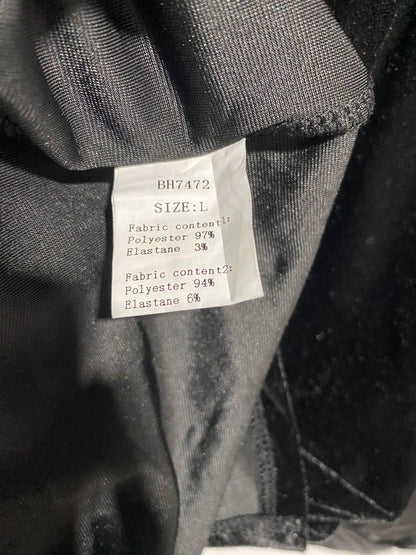 BH7472
SIZE:L
Fabric content1:
Polyester 97%
Elastane 3%
Fabric content2:
Polyester 94%
Elastane 6%